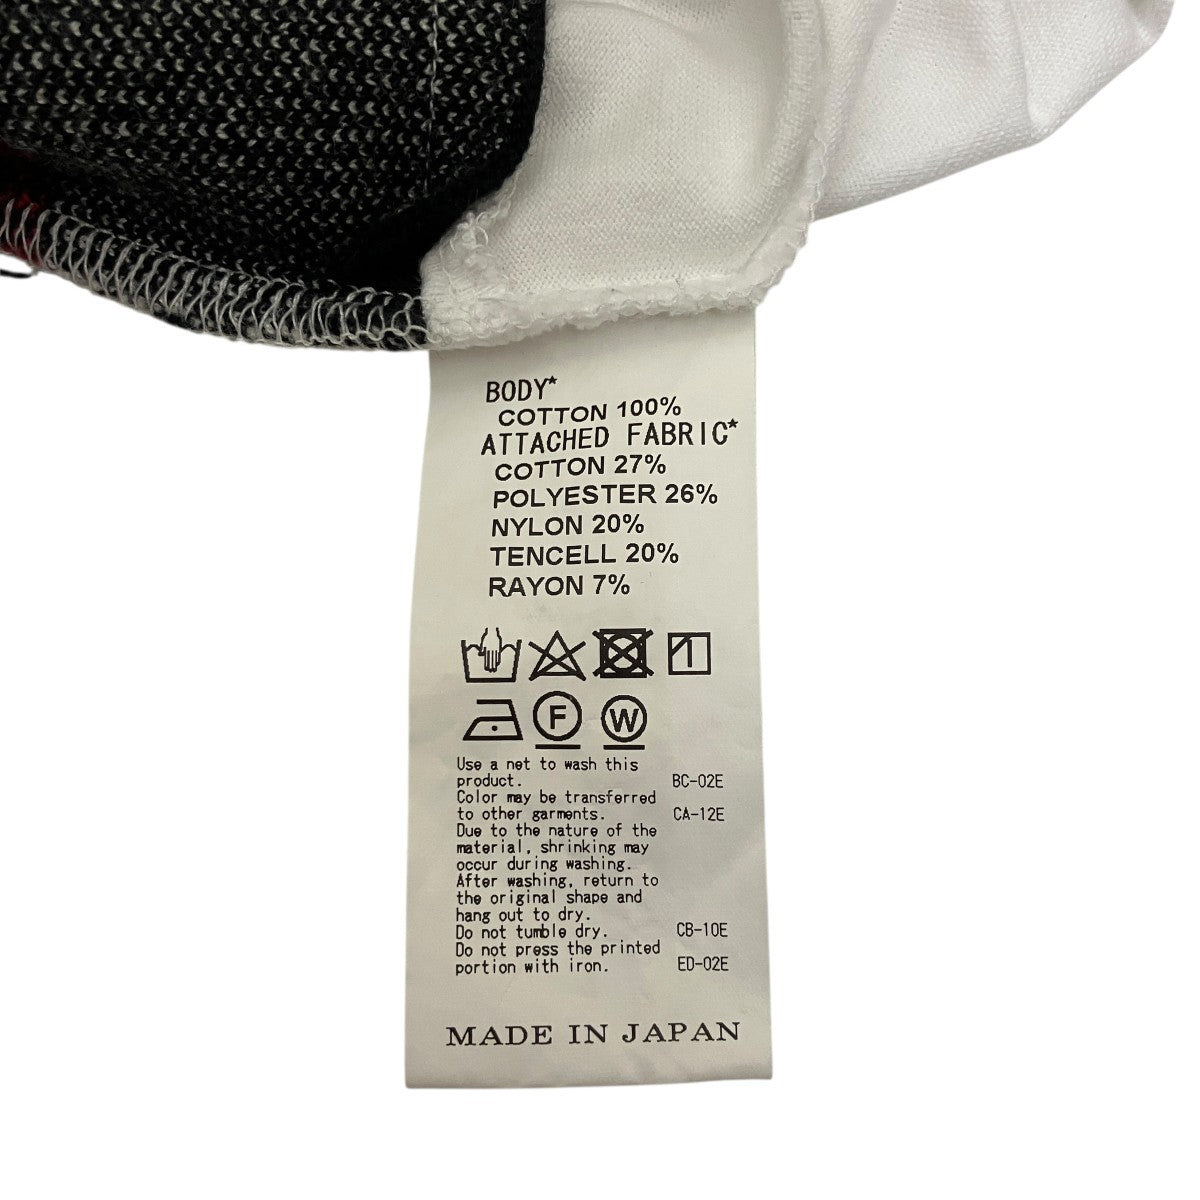 BODY*
COTTON 100%
ATTACHED FABRIC*
COTTON 27%
POLYESTER 26%
NYLON 20%
TENCELL 20%
RAYON 7%
1
F W
Use a net to wash this
product. BC-02E
Color may be transferred
to other garments. CA-12E
Due to the nature of the
material, shrinking may
occur during washing.
After washing, return to
the original shape and
hang out to dry.
Do not tumble dry. CB-10E
Do not press the printed
portion with iron. ED-02E
MADE IN JAPAN